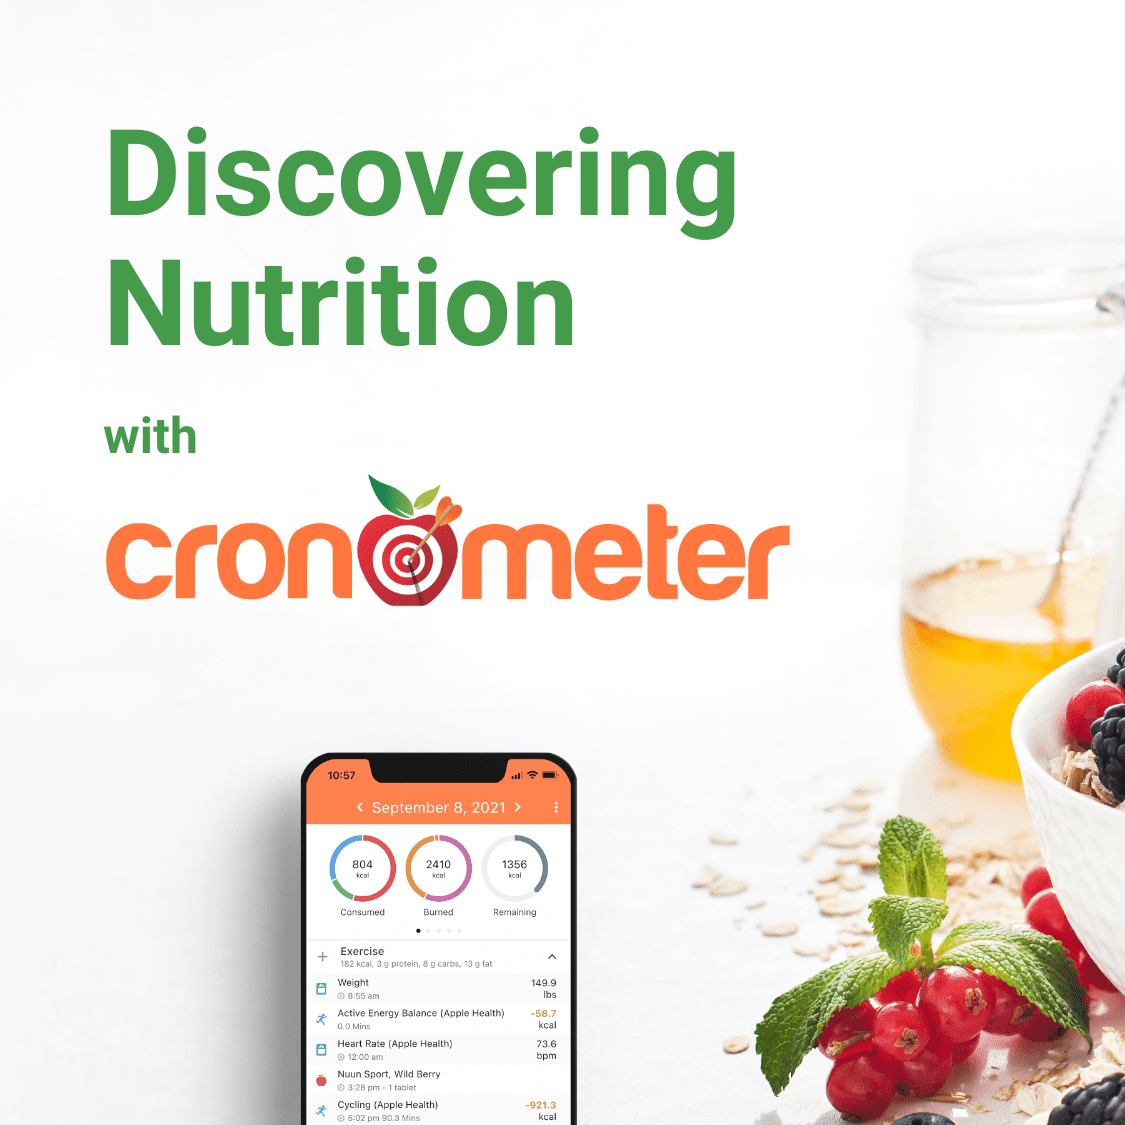 Discovering
Nutrition
with
cronometer
10:57
< September 8, 2021 >
804
kcal
Consumed
2410
kcal
Burned
1356
kcal
Remaining
+ Exercise
182 kcal, 3 g protein, 8 g carbs, 13 g fat
Weight 149.9
8:55 am lbs
Active Energy Balance (Apple Health) -58.7
0.0 Mins kcal
Heart Rate (Apple Health) 73.6
12:00 am bpm
Nuun Sport, Wild Berry
3:28 pm - 1 tablet
Cycling (Apple Health) -921.3
5:02 pm 90.3 Mins kcal